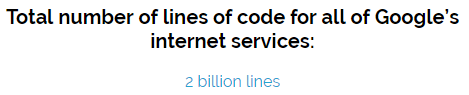 Total number of lines of code for all of Google’s
internet services:
2 billion lines